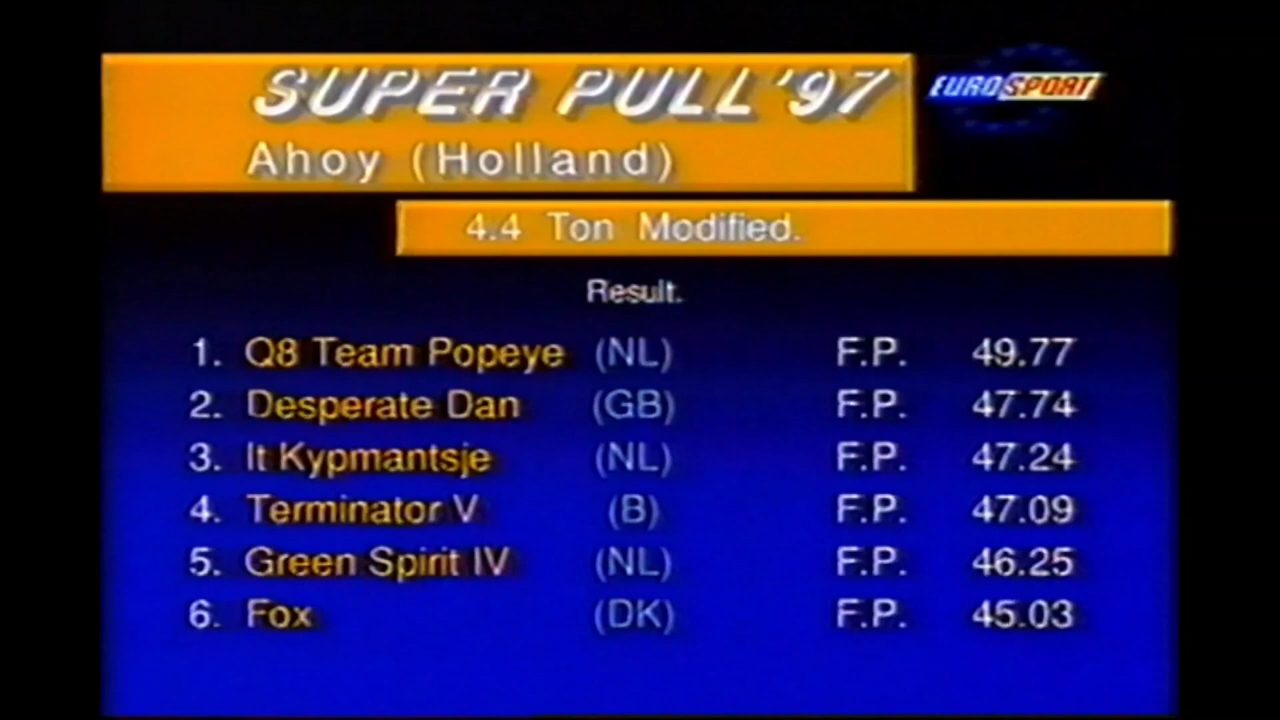 SUPER PULL '97
EUROSPORT
Ahoy (Holland)
4.4 Ton Modified.
Result.
1. Q8 Team Popeye (NL) F.P. 49.77
2. Desperate Dan (GB) F.P. 47.74
3. It Kypmantsje (NL) F.P. 47.24
4. Terminator V (B) F.P. 47.09
5. Green Spirit IV (NL) F.P. 46.25
6. Fox (DK) F.P. 45.03